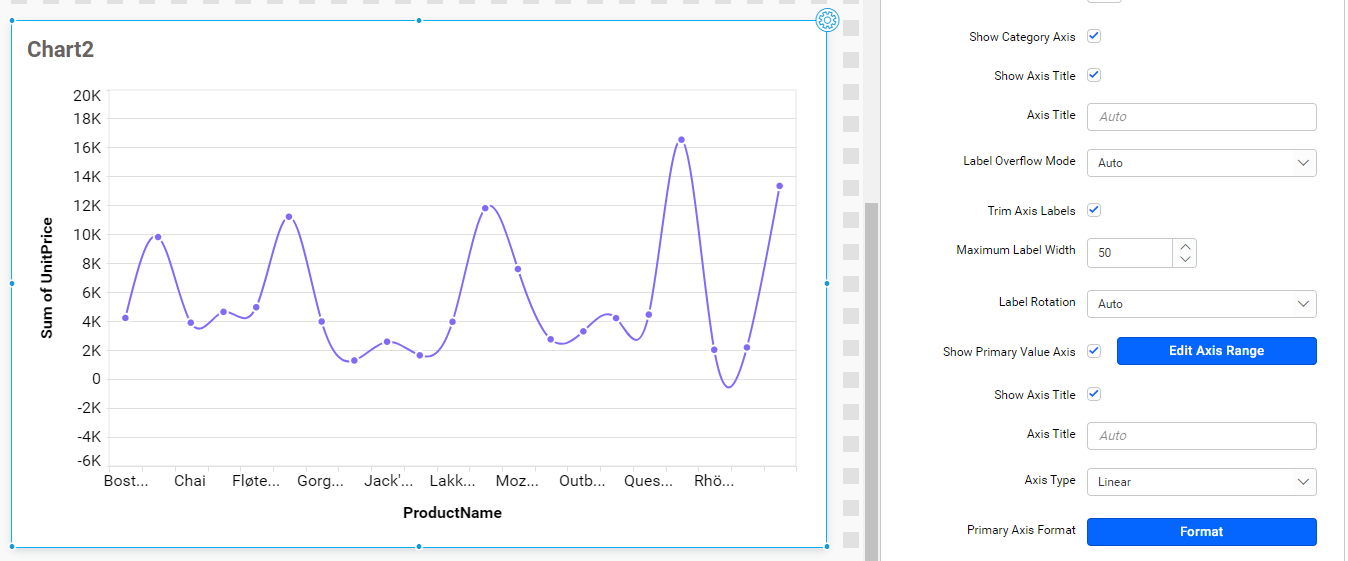 Chart2
20K
18K
16K
14K
12K
10K
8K
6K
4K
2K
0
-2K
-4K
-6K
Sum of UnitPrice
Bost... Chai Fløte... Gorg... Jack'... Lakk... Moz... Outb... Ques... Rhö...
ProductName
Show Category Axis
Show Axis Title
Axis Title Auto
Label Overflow Mode Auto
Trim Axis Labels
Maximum Label Width 50
Label Rotation Auto
Show Primary Value Axis Edit Axis Range
Show Axis Title
Axis Title Auto
Axis Type Linear
Primary Axis Format Format